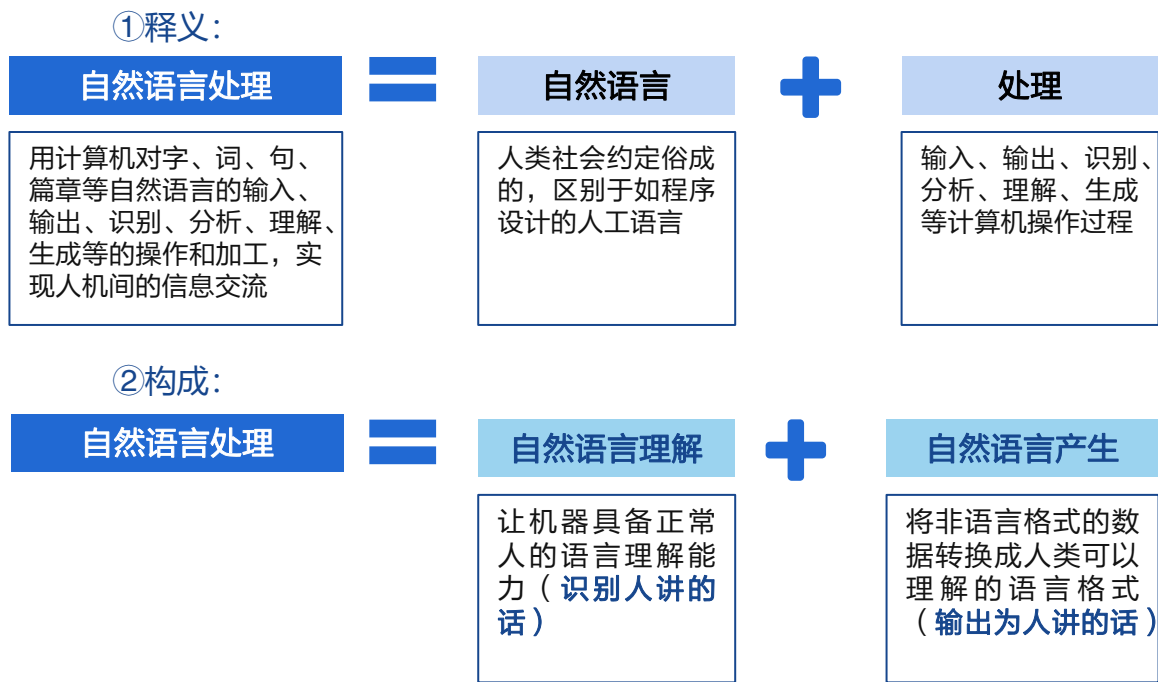 ①释义：
自然语言处理
自然语言
处理
用计算机对字、词、句、
篇章等自然语言的输入、
输出、识别、分析、理解、
生成等的操作和加工，实
现人机间的信息交流
人类社会约定俗成
的，区别于如程序
设计的人工语言
输入、输出、识别、
分析、理解、生成
等计算机操作过程
②构成：
自然语言处理
自然语言理解
自然语言产生
让机器具备正常
人的语言理解能
力（识别人讲的
话）
将非语言格式的数
据转换成人类可以
理解的语言格式
（输出为人讲的话）